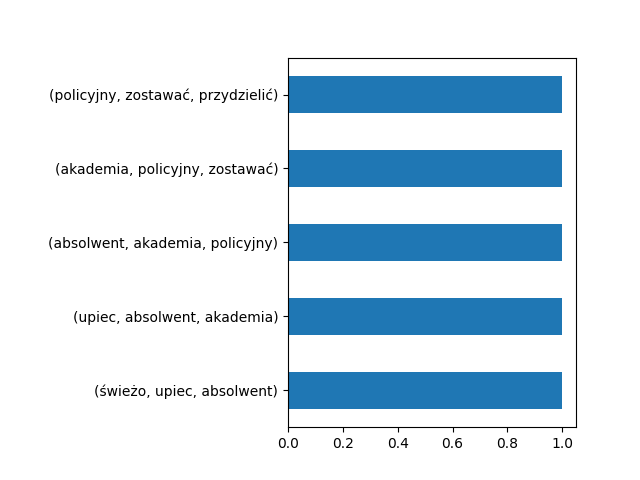 (policyjny, zostawać, przydzielić)
(akademia, policyjny, zostawać)
(absolwent, akademia, policyjny)
(upiec, absolwent, akademia)
(świeżo, upiec, absolwent)
0.0 0.2 0.4 0.6 0.8 1.0